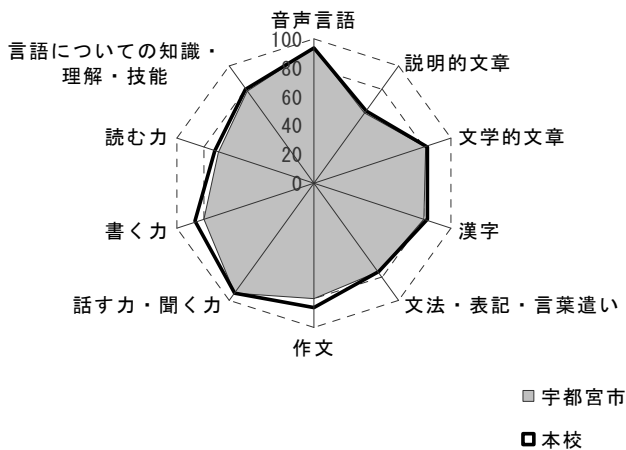 音声言語
説明的文章
文学的文章
漢字
文法・表記・言葉遣い
作文
話す力・聞く力
書く力
読む力
言語についての知識・
理解・技能
100
80
60
40
20
0
宇都宮市
本校